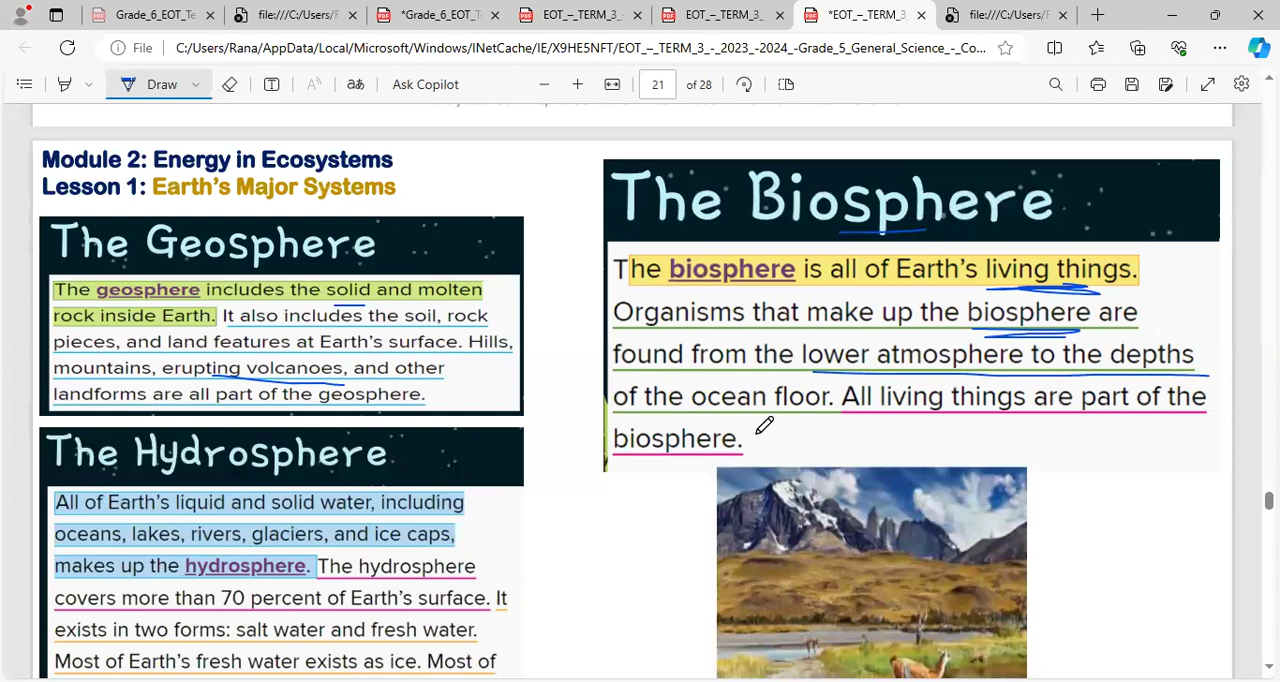 Grade_6_EOT_Te
file:///C:/Users/F
*Grade_6_EOT_T
EOT_–_TERM_3_
EOT_–_TERM_3_
*EOT_–_TERM_3_
file:///C:/Users/F
File
C:/Users/Rana/AppData/Local/Microsoft/Windows/INetCache/IE/X9HE5NFT/EOT_–_TERM_3_-_2023_-2024_-Grade_5_General_Science_-_Co...
Draw
Ask Copilot
21
of 28
Module 2: Energy in Ecosystems
Lesson 1: Earth's Major Systems
The Geosphere
The geosphere includes the solid and molten
rock inside Earth. It also includes the soil, rock
pieces, and land features at Earth's surface. Hills,
mountains, erupting volcanoes, and other
landforms are all part of the geosphere.
The Hydrosphere
All of Earth's liquid and solid water, including
oceans, lakes, rivers, glaciers, and ice caps,
makes up the hydrosphere. The hydrosphere
covers more than 70 percent of Earth's surface. It
exists in two forms: salt water and fresh water.
Most of Earth's fresh water exists as ice. Most of
The Biosphere
The biosphere is all of Earth's living things.
Organisms that make up the biosphere are
found from the lower atmosphere to the depths
of the ocean floor. All living things are part of the
biosphere.